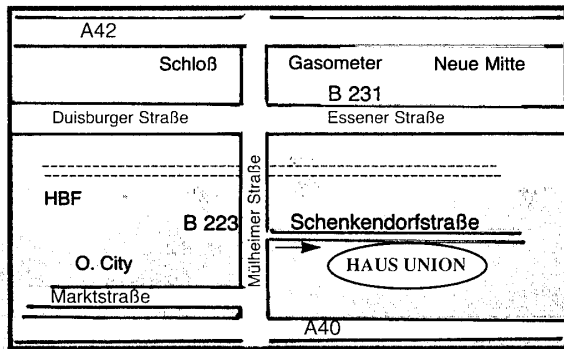 A42
Schloß Gasometer Neue Mitte
B 231
Duisburger Straße Essener Straße
Mülheimer Straße
HBF
B 223 Schenkendorfstraße
O. City HAUS UNION
Marktstraße
A40